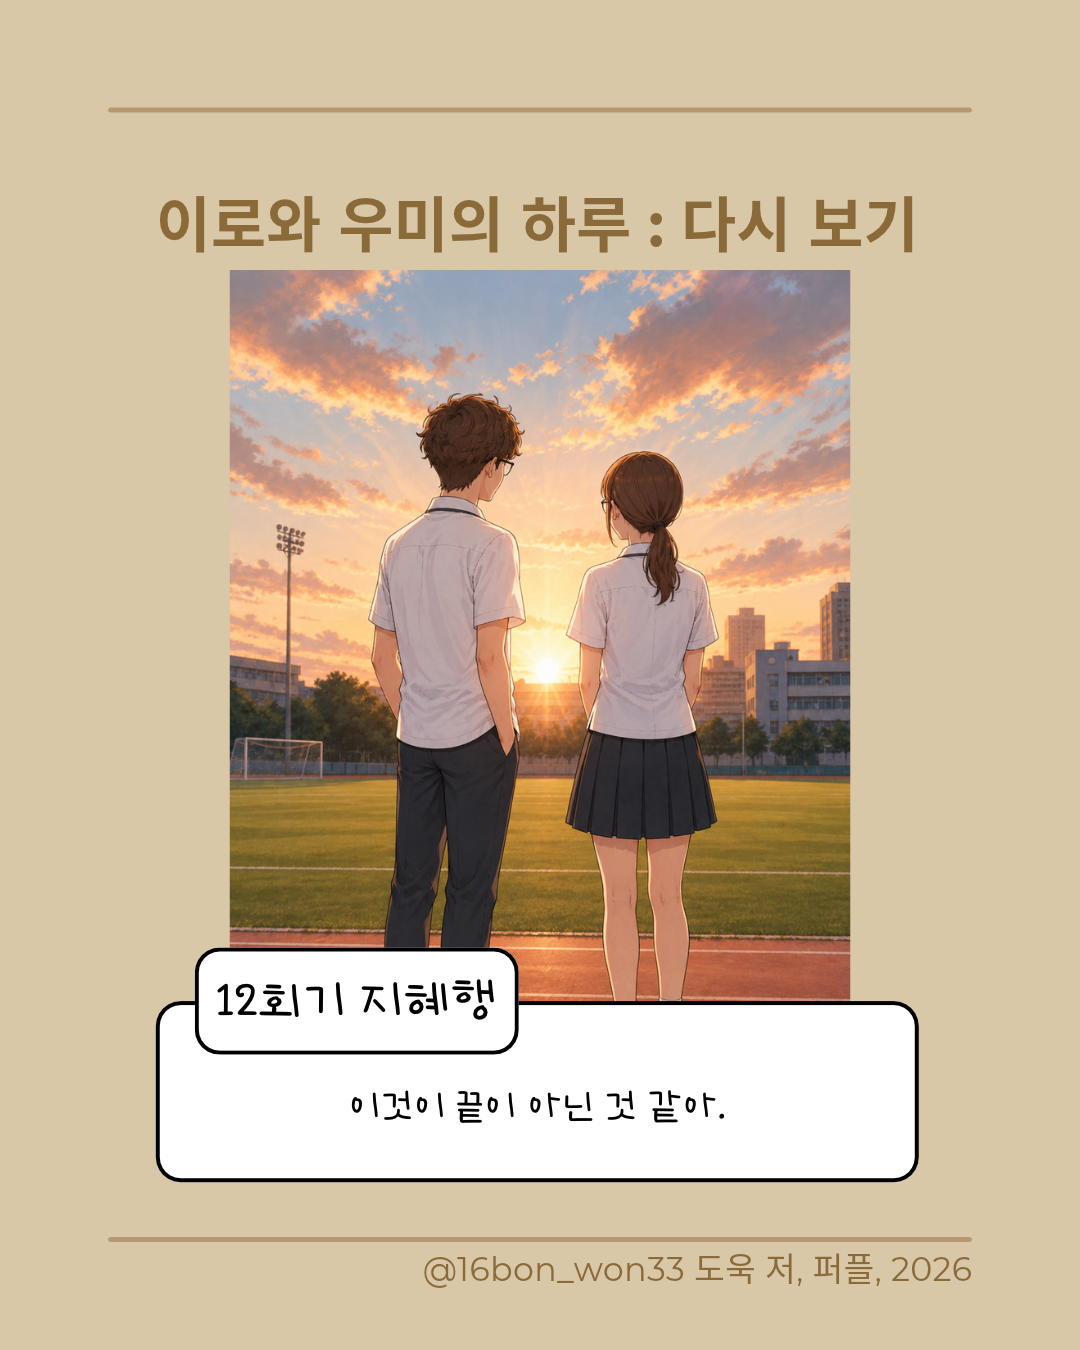 이로와 우미의 하루 : 다시 보기
12회기 지혜행
이것이 끝이 아닌 것 같아.
@16bon_won33 도욱 저, 퍼플, 2026